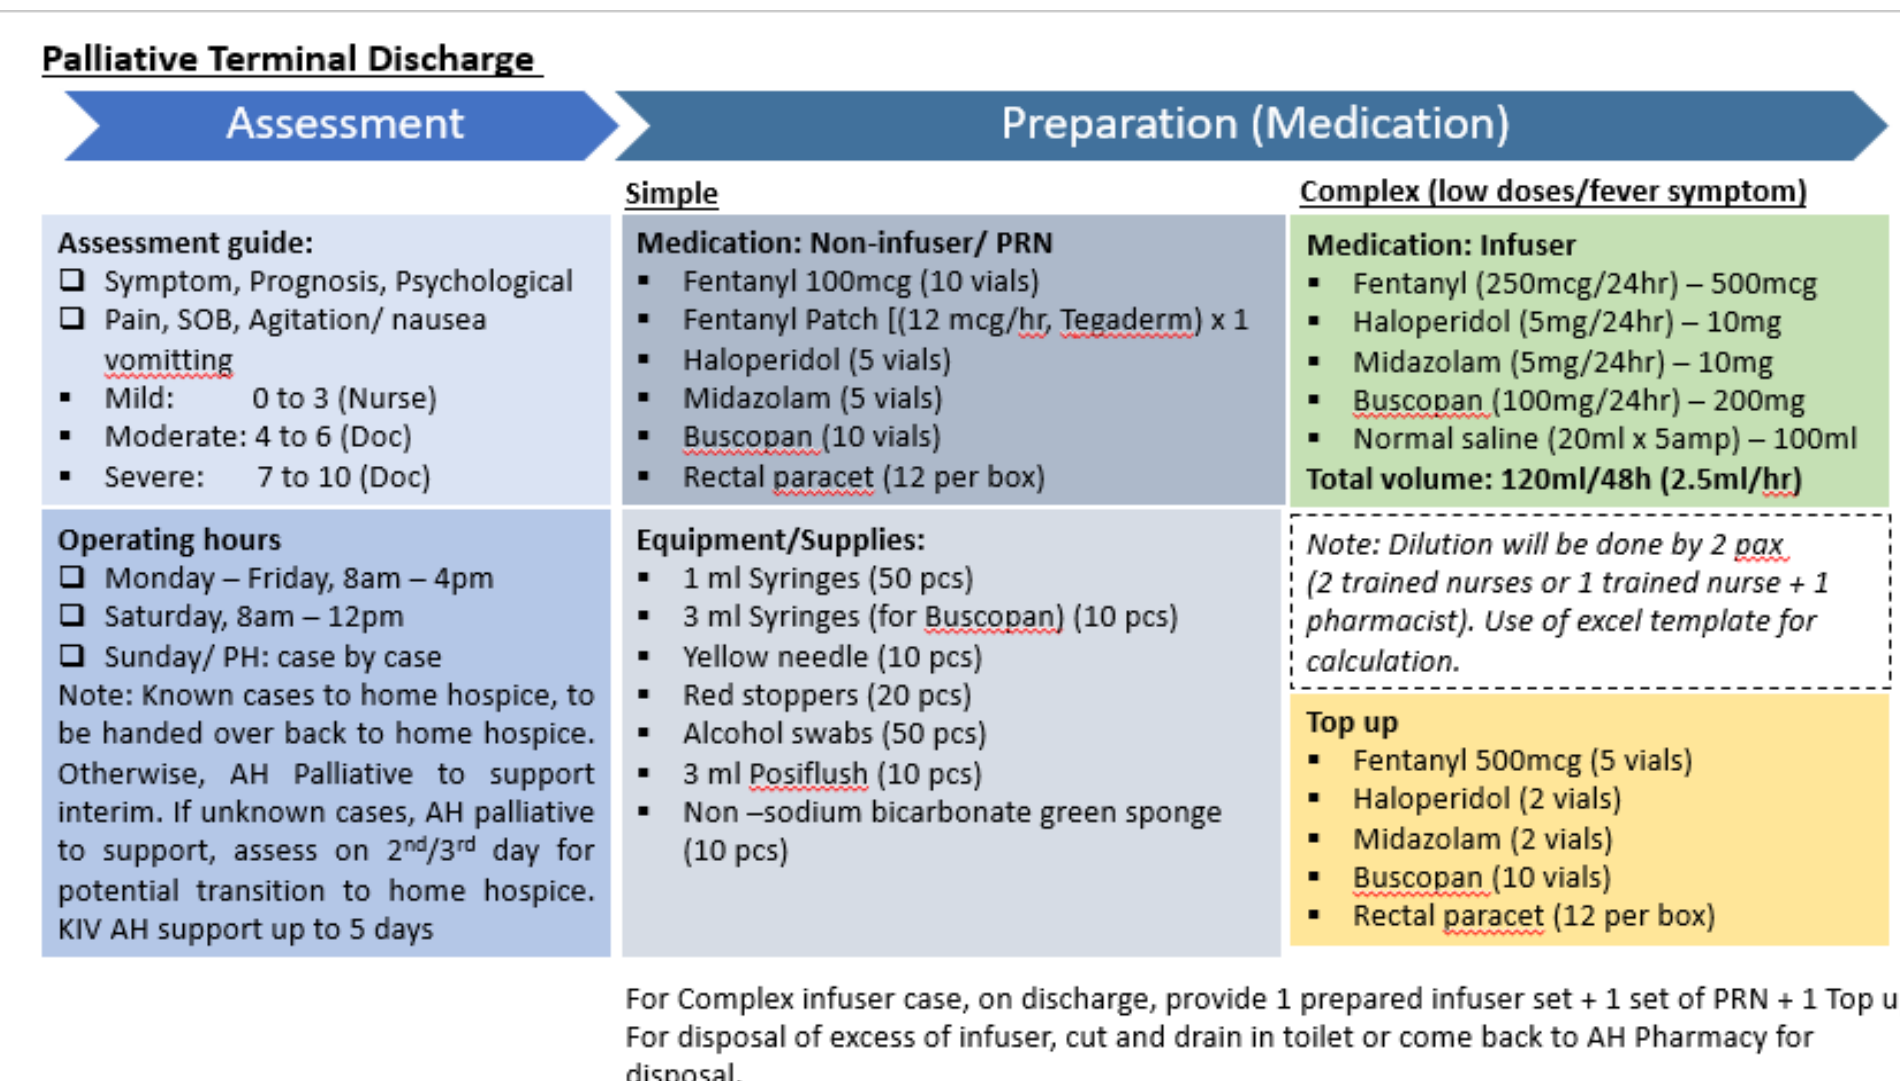 Palliative Terminal Discharge
Assessment
Preparation (Medication)
Simple
Complex (low doses/fever symptom)
Assessment guide:
❑ Symptom, Prognosis, Psychological
❑ Pain, SOB, Agitation/ nausea
vomitting
▪ Mild: 0 to 3 (Nurse)
▪ Moderate: 4 to 6 (Doc)
▪ Severe: 7 to 10 (Doc)
Operating hours
❑ Monday – Friday, 8am – 4pm
❑ Saturday, 8am – 12pm
❑ Sunday/ PH: case by case
Note: Known cases to home hospice, to
be handed over back to home hospice.
Otherwise, AH Palliative to support
interim. If unknown cases, AH palliative
to support, assess on 2nd/3rd day for
potential transition to home hospice.
KIV AH support up to 5 days
Medication: Non-infuser/ PRN
▪ Fentanyl 100mcg (10 vials)
▪ Fentanyl Patch [(12 mcg/hr, Tegaderm) x 1
▪ Haloperidol (5 vials)
▪ Midazolam (5 vials)
▪ Buscopan (10 vials)
▪ Rectal paracet (12 per box)
Equipment/Supplies:
▪ 1 ml Syringes (50 pcs)
▪ 3 ml Syringes (for Buscopan) (10 pcs)
▪ Yellow needle (10 pcs)
▪ Red stoppers (20 pcs)
▪ Alcohol swabs (50 pcs)
▪ 3 ml Posiflush (10 pcs)
▪ Non –sodium bicarbonate green sponge
(10 pcs)
Medication: Infuser
▪ Fentanyl (250mcg/24hr) – 500mcg
▪ Haloperidol (5mg/24hr) – 10mg
▪ Midazolam (5mg/24hr) – 10mg
▪ Buscopan (100mg/24hr) – 200mg
▪ Normal saline (20ml x 5amp) – 100ml
Total volume: 120ml/48h (2.5ml/hr)
Note: Dilution will be done by 2 pax
(2 trained nurses or 1 trained nurse + 1
pharmacist). Use of excel template for
calculation.
Top up
▪ Fentanyl 500mcg (5 vials)
▪ Haloperidol (2 vials)
▪ Midazolam (2 vials)
▪ Buscopan (10 vials)
▪ Rectal paracet (12 per box)
For Complex infuser case, on discharge, provide 1 prepared infuser set + 1 set of PRN + 1 Top u
For disposal of excess of infuser, cut and drain in toilet or come back to AH Pharmacy for
disposal.